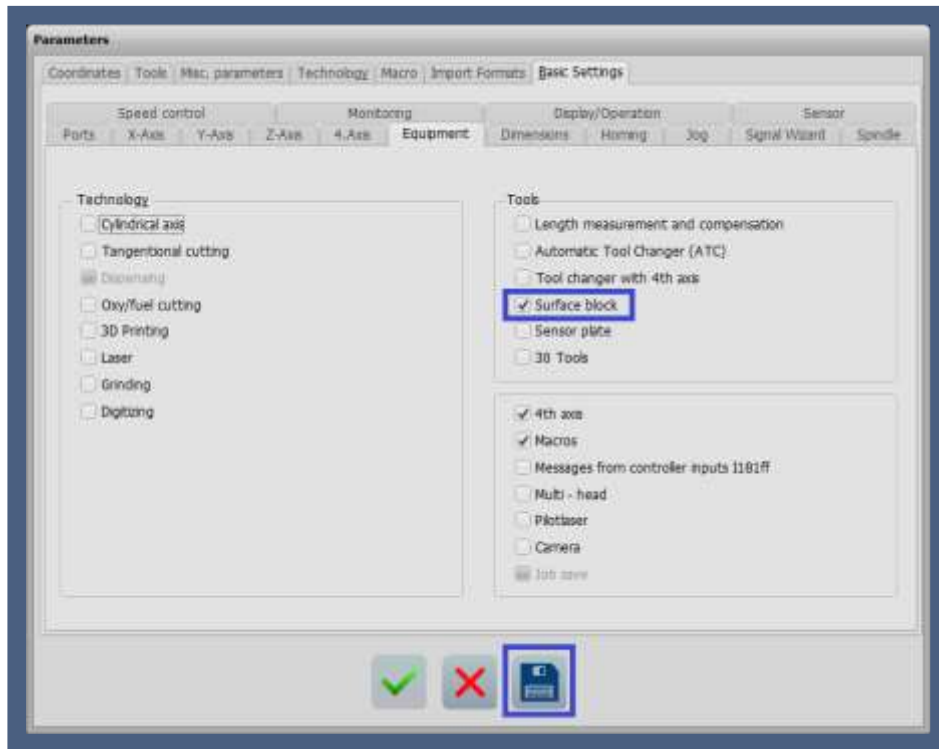 Parameters
Coordinates Tools Misc. parameters Technology Macro Import Formats Basic Settings
Speed control Monitoring Display/Operation Sensor
Ports X-Axis Y-Axis Z-Axis 4.Axis Equipment Dimensions Homing Jog Signal Wizard Spindle
Technology
Cylindrical axis
Tangentional cutting
Dispensing
Oxy/fuel cutting
3D Printing
Laser
Grinding
Digitizing
Tools
Length measurement and compensation
Automatic Tool Changer (ATC)
Tool changer with 4th axis
Surface block
Sensor plate
30 Tools
4th axis
Macros
Messages from controller inputs I181ff
Multi - head
Pilotlaser
Camera
Job save